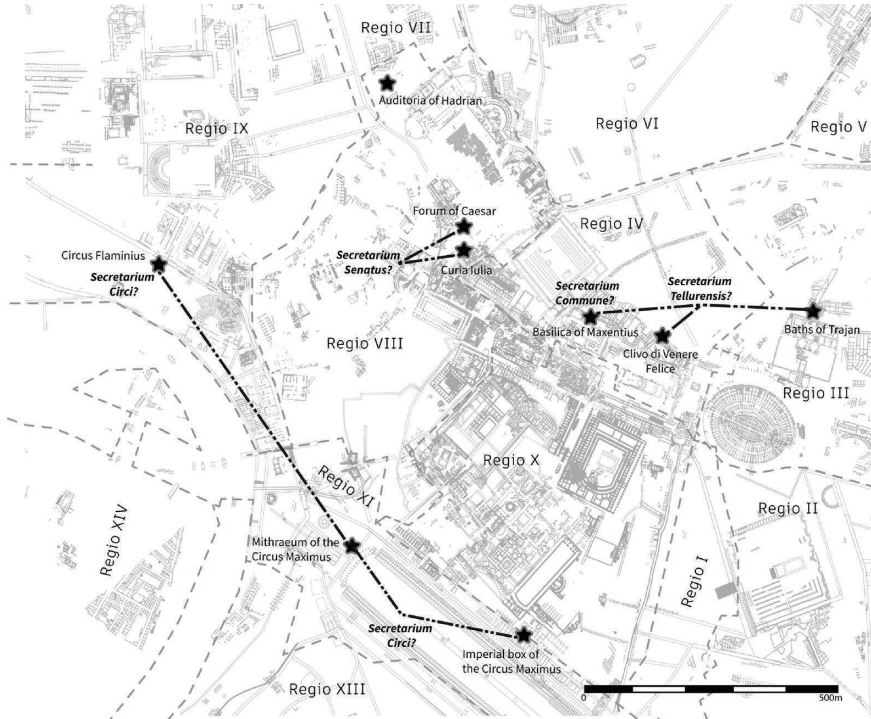 Regio VII
Auditoria of Hadrian
Regio IX
Regio VI
Regio V
Forum of Caesar
Regio IV
Circus Flaminius
Secretarium
Circi?
Secretarium
Senatus?
Curia Iulia
Secretarium
Commune?
Secretarium
Tellurensis?
Basilica of Maxentius
Baths of Trajan
Regio VIII
Clivo di Venere
Felice
Regio III
Regio X
Regio XI
Regio II
Regio XIV
Mithraeum of the
Circus Maximus
Regio I
Secretarium
Circi?
Imperial box of
the Circus Maximus
Regio XIII
0
500m